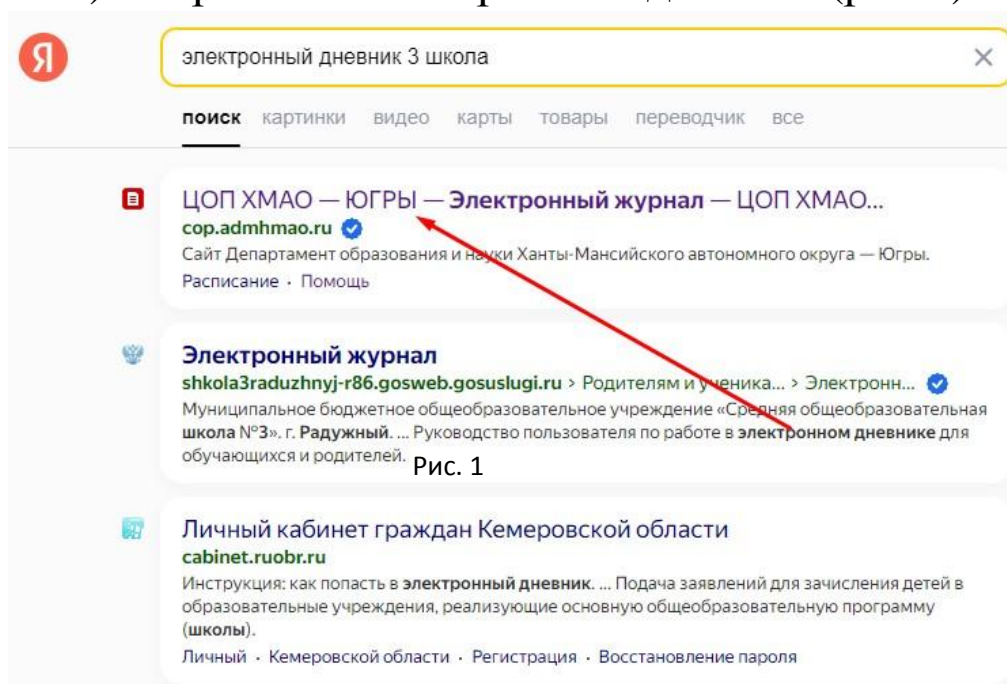 Я
электронный дневник 3 школа
поиск картинки видео карты товары переводчик все
ЦОП ХМАО — ЮГРЫ — Электронный журнал — ЦОП ХМАО...
cop.admhmao.ru
Сайт Департамент образования и науки Ханты-Мансийского автономного округа — Югры.
Расписание · Помощь
Электронный журнал
shkola3raduzhnyj-r86.gosweb.gosuslugi.ru › Родителям и ученика... › Электронн...
Муниципальное бюджетное общеобразовательное учреждение «Средняя общеобразовательная
школа №3». г. Радужный. ... Руководство пользователя по работе в электронном дневнике для
обучающихся и родителей.
Рис. 1
Личный кабинет граждан Кемеровской области
cabinet.ruobr.ru
Инструкция: как попасть в электронный дневник. ... Подача заявлений для зачисления детей в
образовательные учреждения, реализующие основную общеобразовательную программу
(школы).
Личный · Кемеровской области · Регистрация · Восстановление пароля